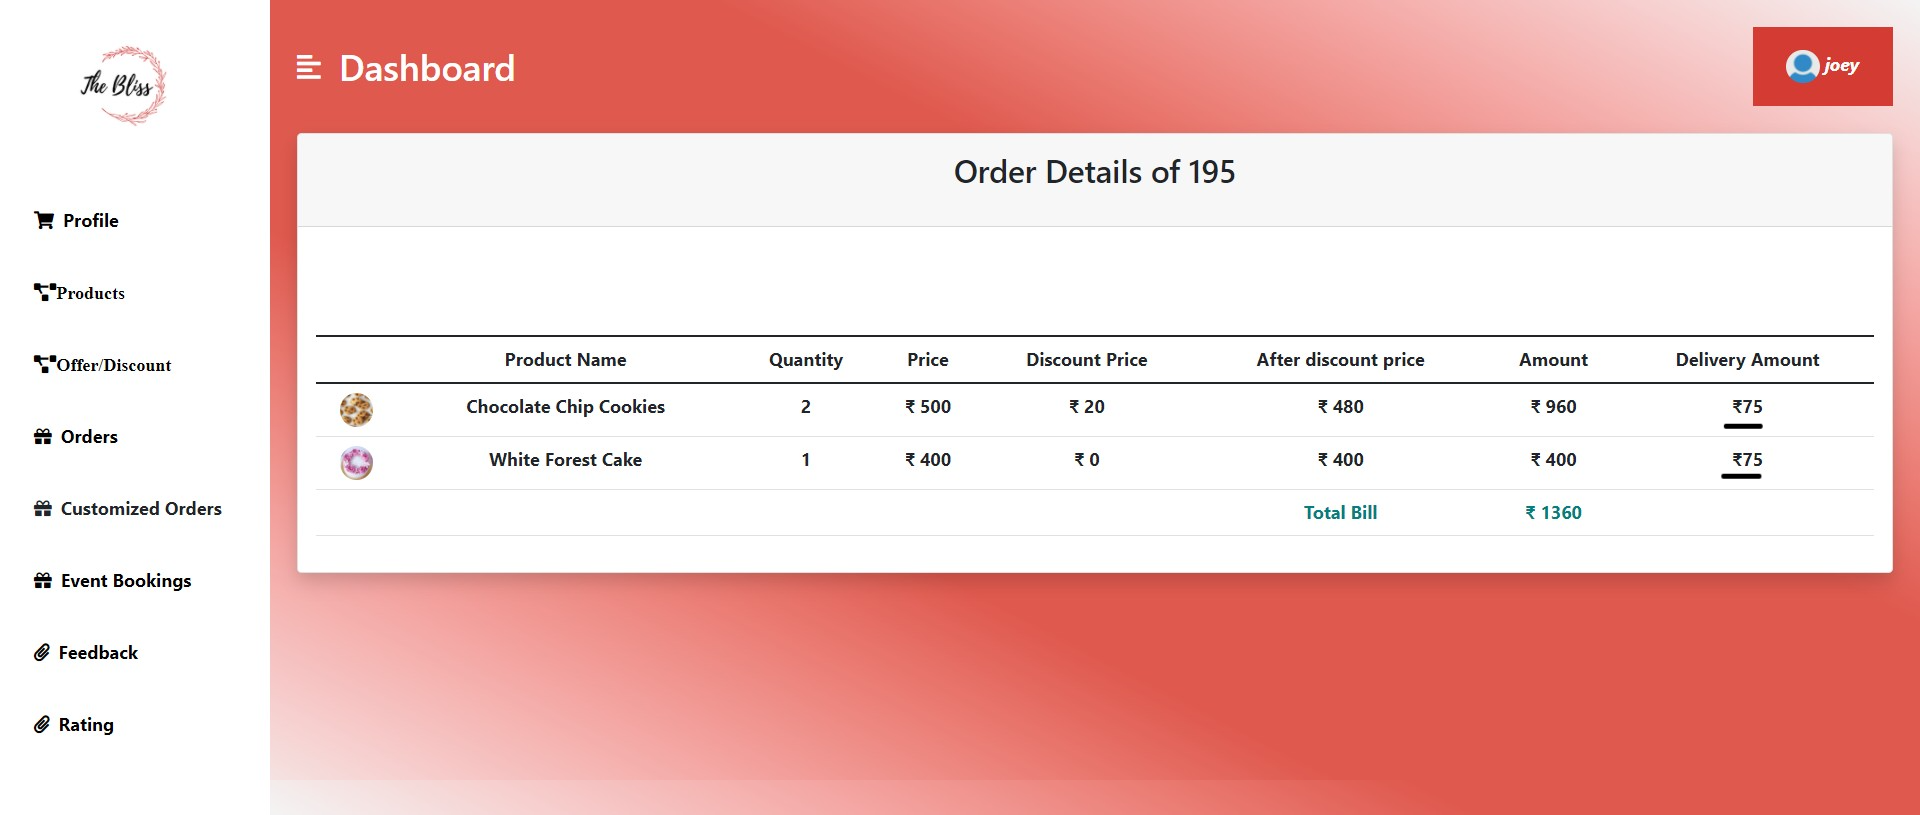 The Bliss
Dashboard
joey
Profile
Products
Offer/Discount
Orders
Customized Orders
Event Bookings
Feedback
Rating
Order Details of 195
Product Name Quantity Price Discount Price After discount price Amount Delivery Amount
Chocolate Chip Cookies 2 ₹ 500 ₹ 20 ₹ 480 ₹ 960 ₹75
White Forest Cake 1 ₹ 400 ₹ 0 ₹ 400 ₹ 400 ₹75
Total Bill ₹ 1360